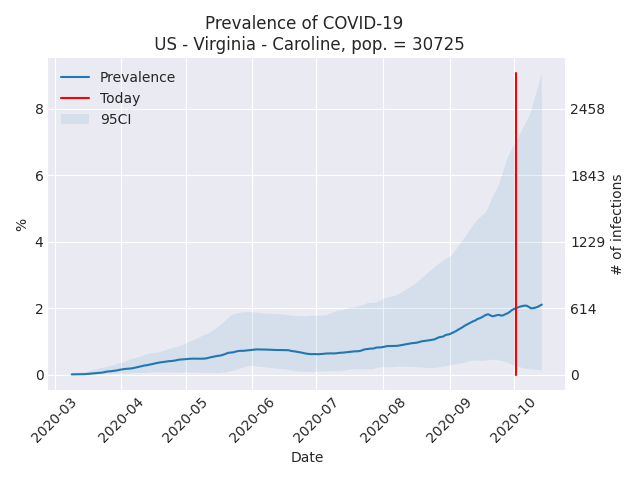 Prevalence of COVID-19
US - Virginia - Caroline, pop. = 30725
Prevalence
Today
95CI
8
6
4
2
0
%
2458
1843
1229
614
0
# of infections
2020-03
2020-04
2020-05
2020-06
2020-07
2020-08
2020-09
2020-10
Date